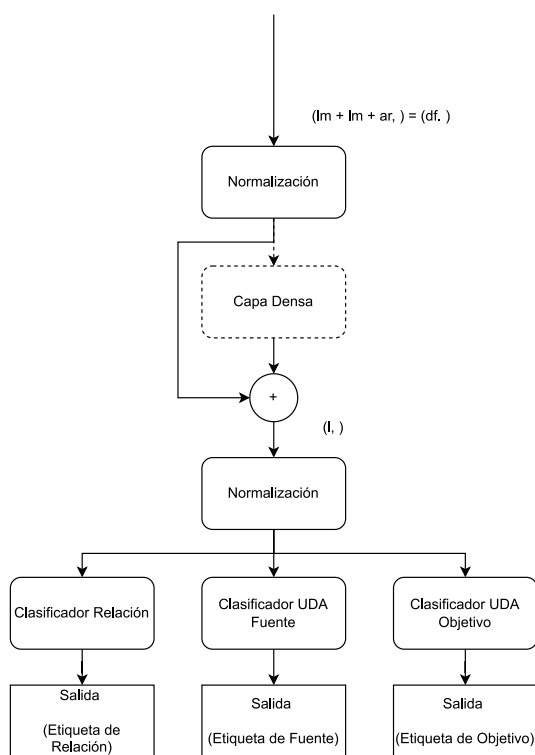 (lm + lm + ar, ) = (df. )
Normalización
Capa Densa
+
(l, )
Normalización
Clasificador Relación
Clasificador UDA
Fuente
Clasificador UDA
Objetivo
Salida
(Etiqueta de
Relación)
Salida
(Etiqueta de Fuente)
Salida
(Etiqueta de Objetivo)